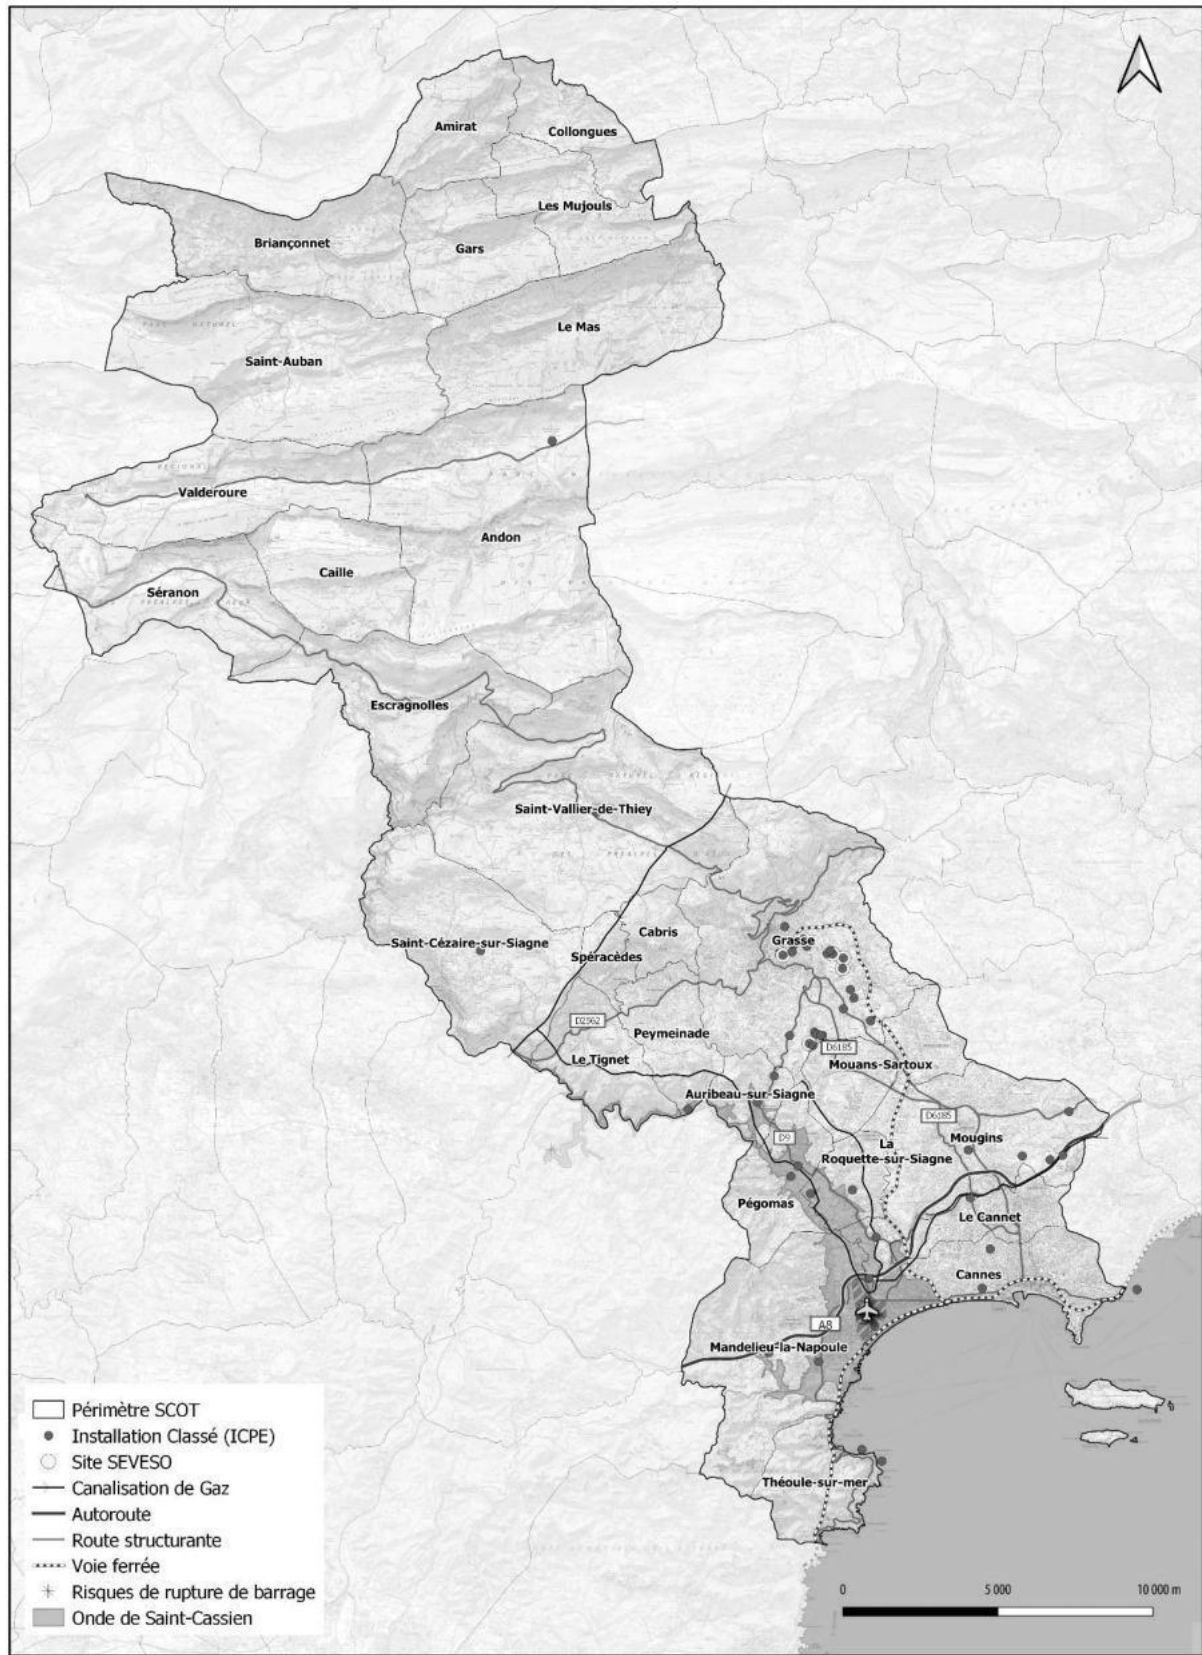 Amirat
Collongues
Les Mujouls
Briançonnet
Gars
Le Mas
Saint-Auban
Valderoure
Andon
Caille
Séranon
Escragnolles
Saint-Vallier-de-Thiey
Cabris
Grasse
Saint-Cézaire-sur-Siagne
Spéracèdes
D2562
Peymeinade
D6185
Le Tignet
Mouans-Sartoux
Auribeau-sur-Siagne
D6185
D9
Mougins
La
Roquette-sur-Siagne
Pégomas
Le Cannet
Cannes
A8
Mandelieu-la-Napoule
Théoule-sur-mer
Périmètre SCOT
Installation Classé (ICPE)
Site SEVESO
Canalisation de Gaz
Autoroute
Route structurante
Voie ferrée
Risques de rupture de barrage
Onde de Saint-Cassien
0 5 000 10 000 m